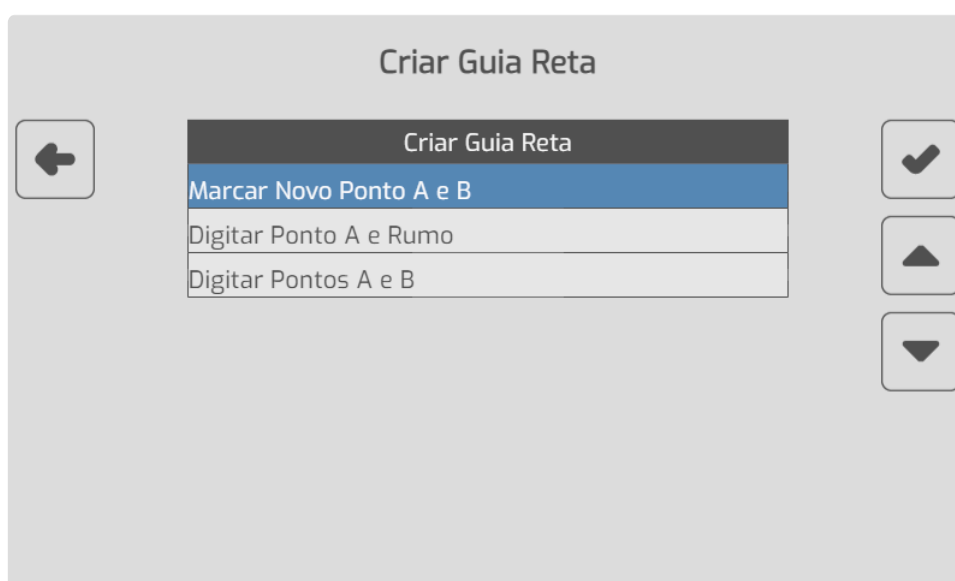 Criar Guia Reta
Criar Guia Reta
Marcar Novo Ponto A e B
Digitar Ponto A e Rumo
Digitar Pontos A e B